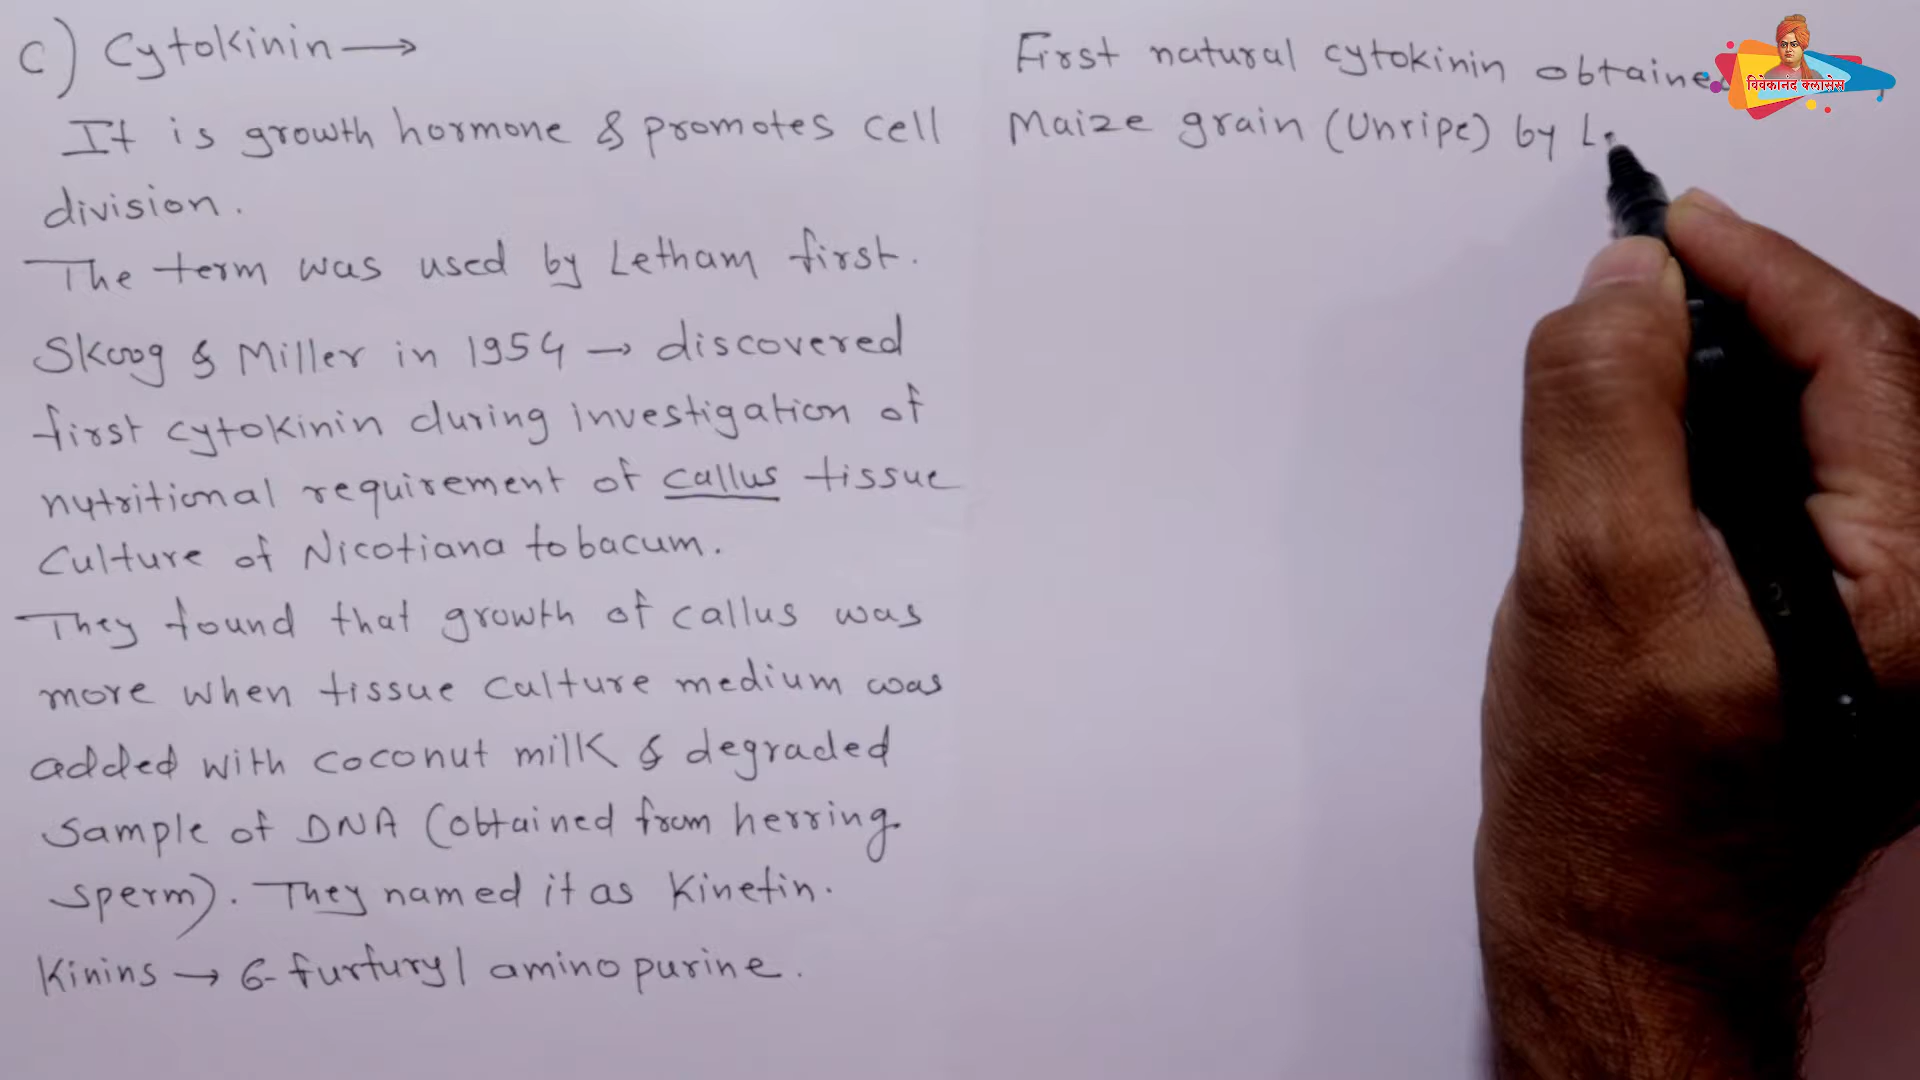 C) Cytokinin →
It is growth hormone & promotes cell
division.
The term was used by Letham first.
Skoog & Miller in 1954 → discovered
first cytokinin during investigation of
nutritional requirement of callus tissue
Culture of Nicotiana tobacum.
They found that growth of callus was
more when tissue culture medium was
added with coconut milk & degraded
Sample of DNA (obtained from herring
sperm). They named it as Kinetin.
Kinins → 6-furfuryl amino purine.
First natural cytokinin obtaine
Maize grain (Unripe) by L
विवेकानंद क्लासेस